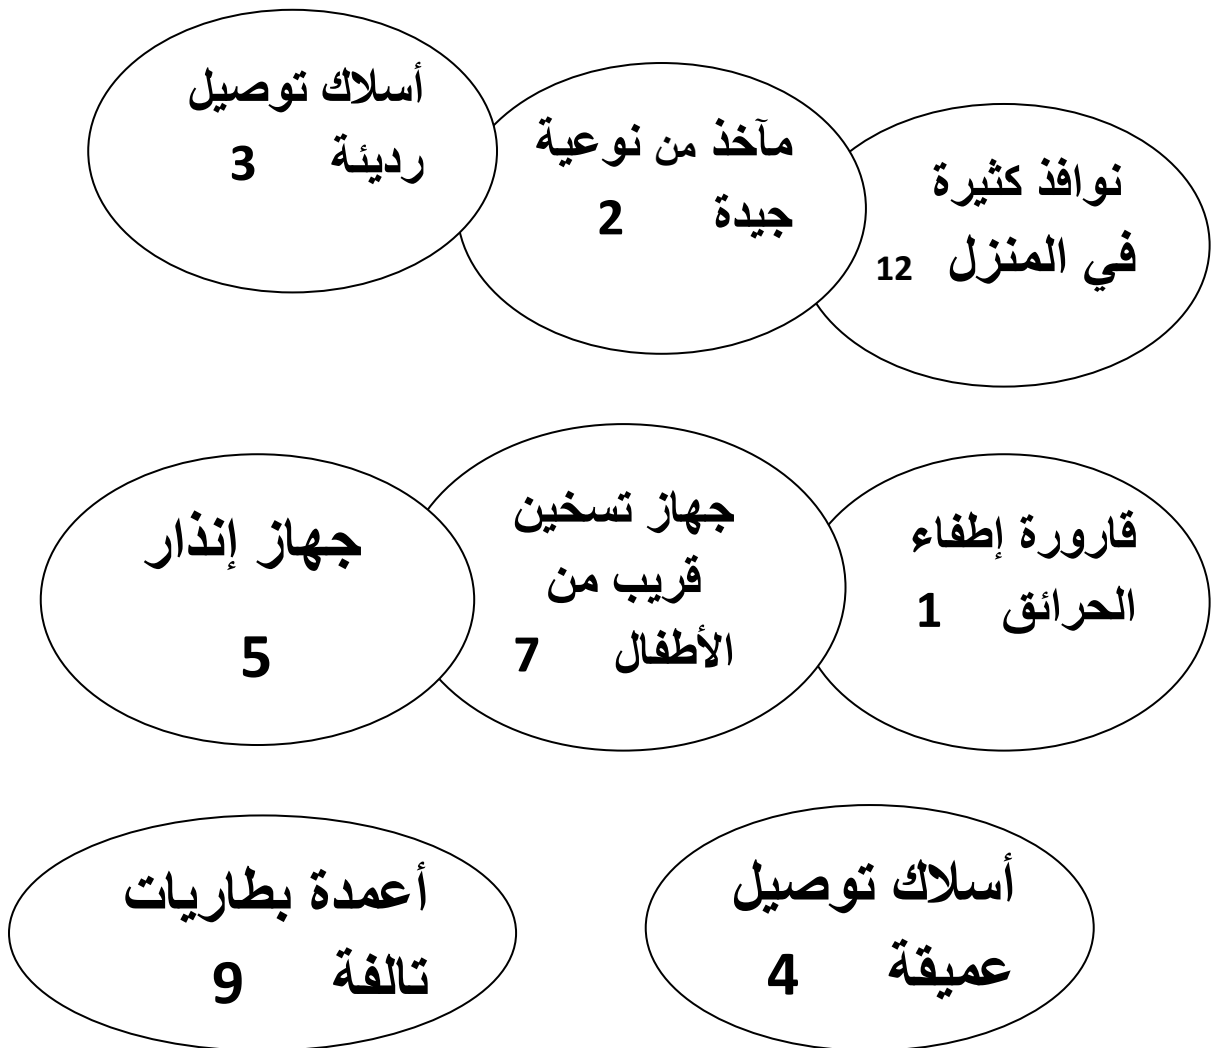 نوافذ كثيرة
في المنزل 12
مآخذ من نوعية
جيدة 2
أسلاك توصيل
رديئة 3
قارورة إطفاء
الحرائق 1
جهاز تسخين
قريب من
الأطفال 7
جهاز إنذار
5
أسلاك توصيل
عميقة 4
أعمدة بطاريات
تالفة 9